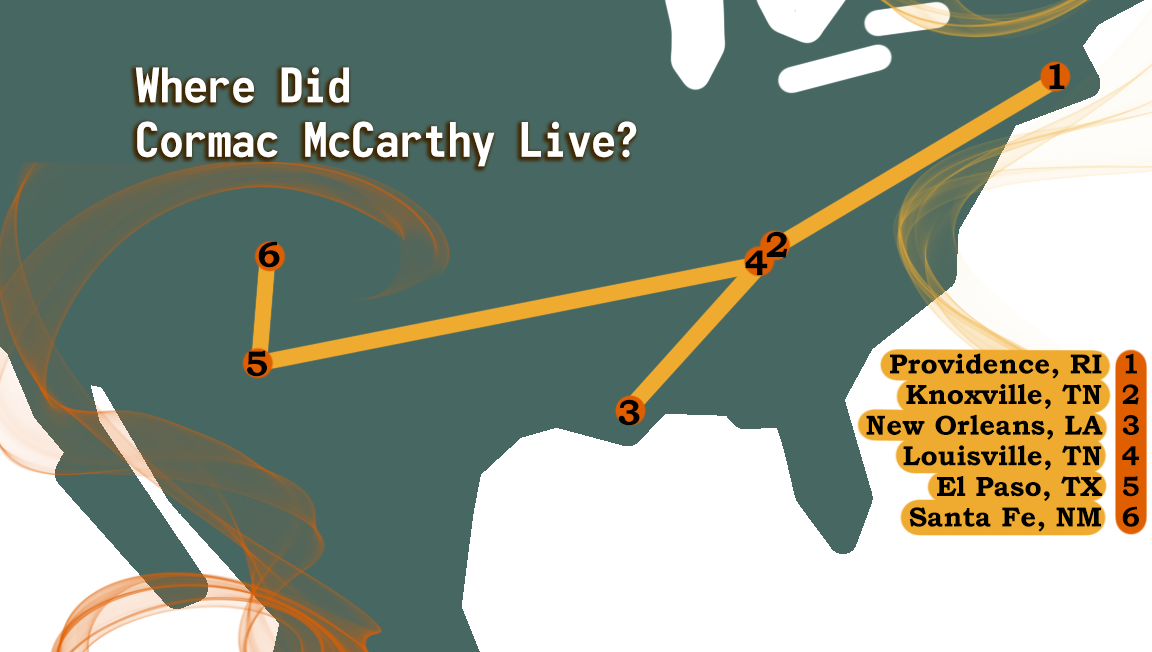 Where Did
Cormac McCarthy Live?
1
6
2
4
5
3
Providence, RI 1
Knoxville, TN 2
New Orleans, LA 3
Louisville, TN 4
El Paso, TX 5
Santa Fe, NM 6